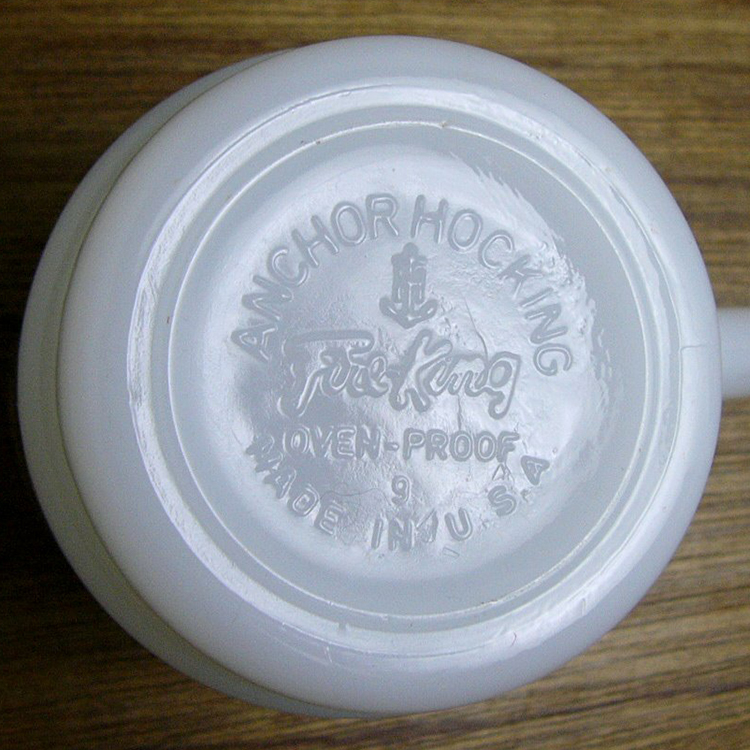 ANCHOR HOCKING
Fire-King
OVEN-PROOF
9
MADE IN U.S.A